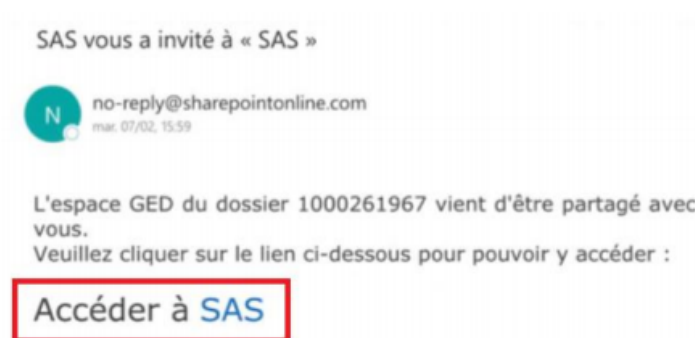 SAS vous a invité à « SAS »
N
no-reply@sharepointonline.com
mar. 07/02, 15:59
L'espace GED du dossier 1000261967 vient d'être partagé avec
vous.
Veuillez cliquer sur le lien ci-dessous pour pouvoir y accéder :
Accéder à SAS